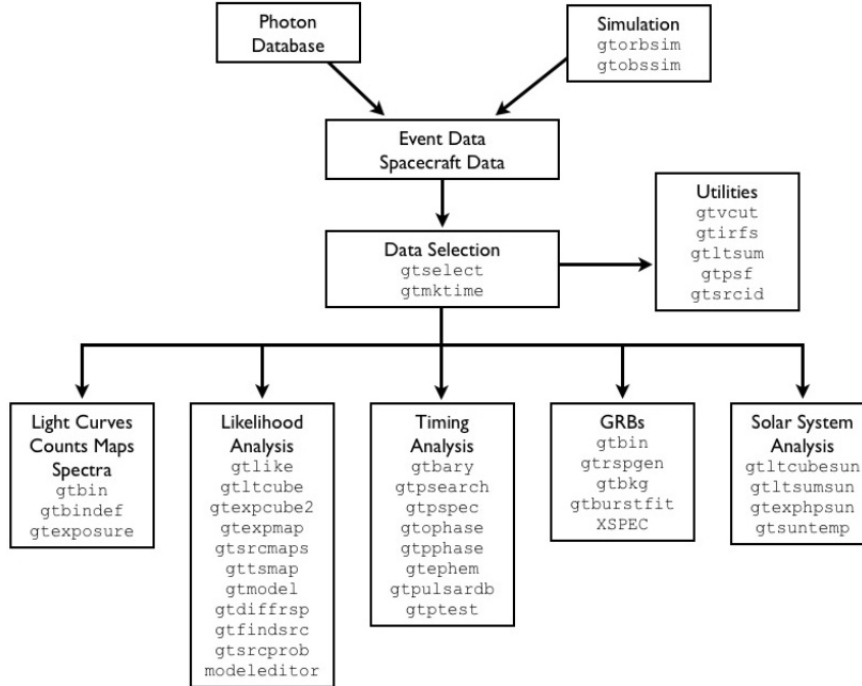 Photon
Database
Simulation
gtorbsim
gtobssim
Event Data
Spacecraft Data
Utilities
gtvcut
gtirfs
gtltsum
gtpsf
gtsrcid
Data Selection
gtselect
gtmktime
Light Curves
Counts Maps
Spectra
gtbin
gtbindef
gtexposure
Likelihood
Analysis
gtlike
gtltcube
gtexpcube2
gtexpmap
gtsrcmaps
gttsmap
gtmodel
gtdiffrsp
gtfindsrc
gtsrcprob
modeleditor
Timing
Analysis
gtbary
gtpsearch
gtpspec
gtophase
gtpphase
gtephem
gtpulsardb
gtptest
GRBs
gtbin
gtrspgen
gtbkg
gtburstfit
XSPEC
Solar System
Analysis
gtltcubesun
gtltsumsun
gtexphpsun
gtsuntemp